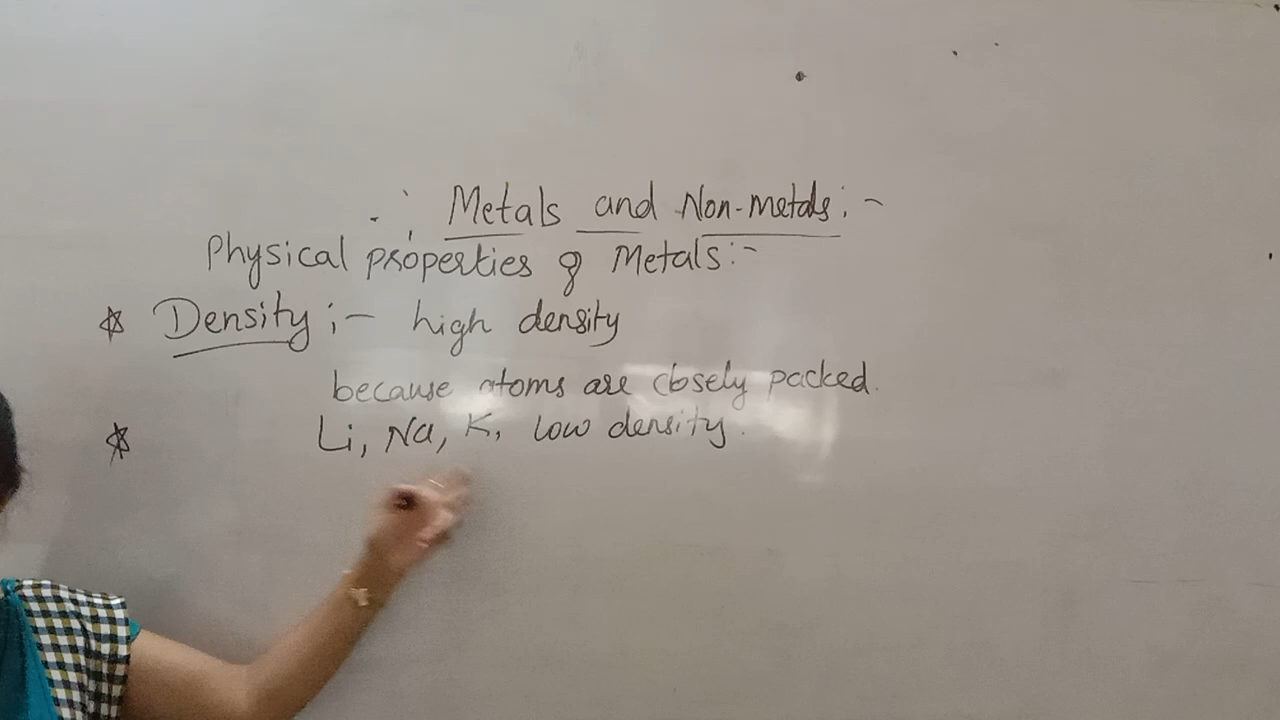 Metals and Non-metals :-
Physical properties of Metals :-
☆ Density :- high density
because atoms are closely packed.
☆ Li, Na, K, low density.